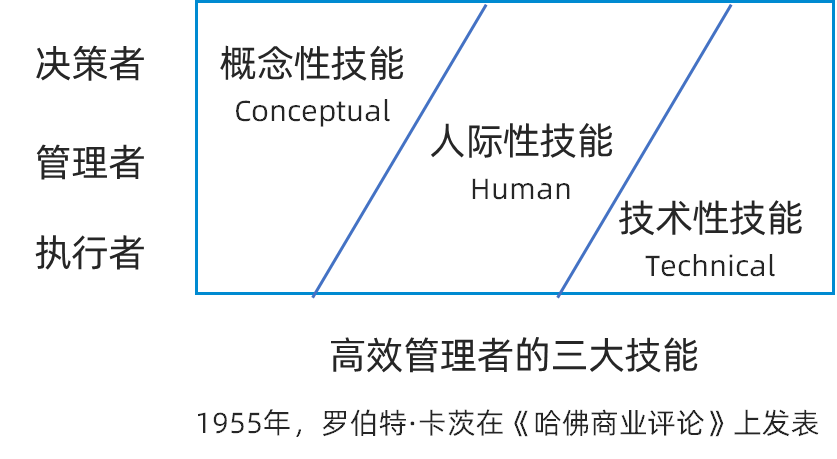 决策者
概念性技能
Conceptual
人际性技能
管理者
Human
技术性技能
执行者
Technical
高效管理者的三大技能
1955年，罗伯特·卡茨在《哈佛商业评论》上发表